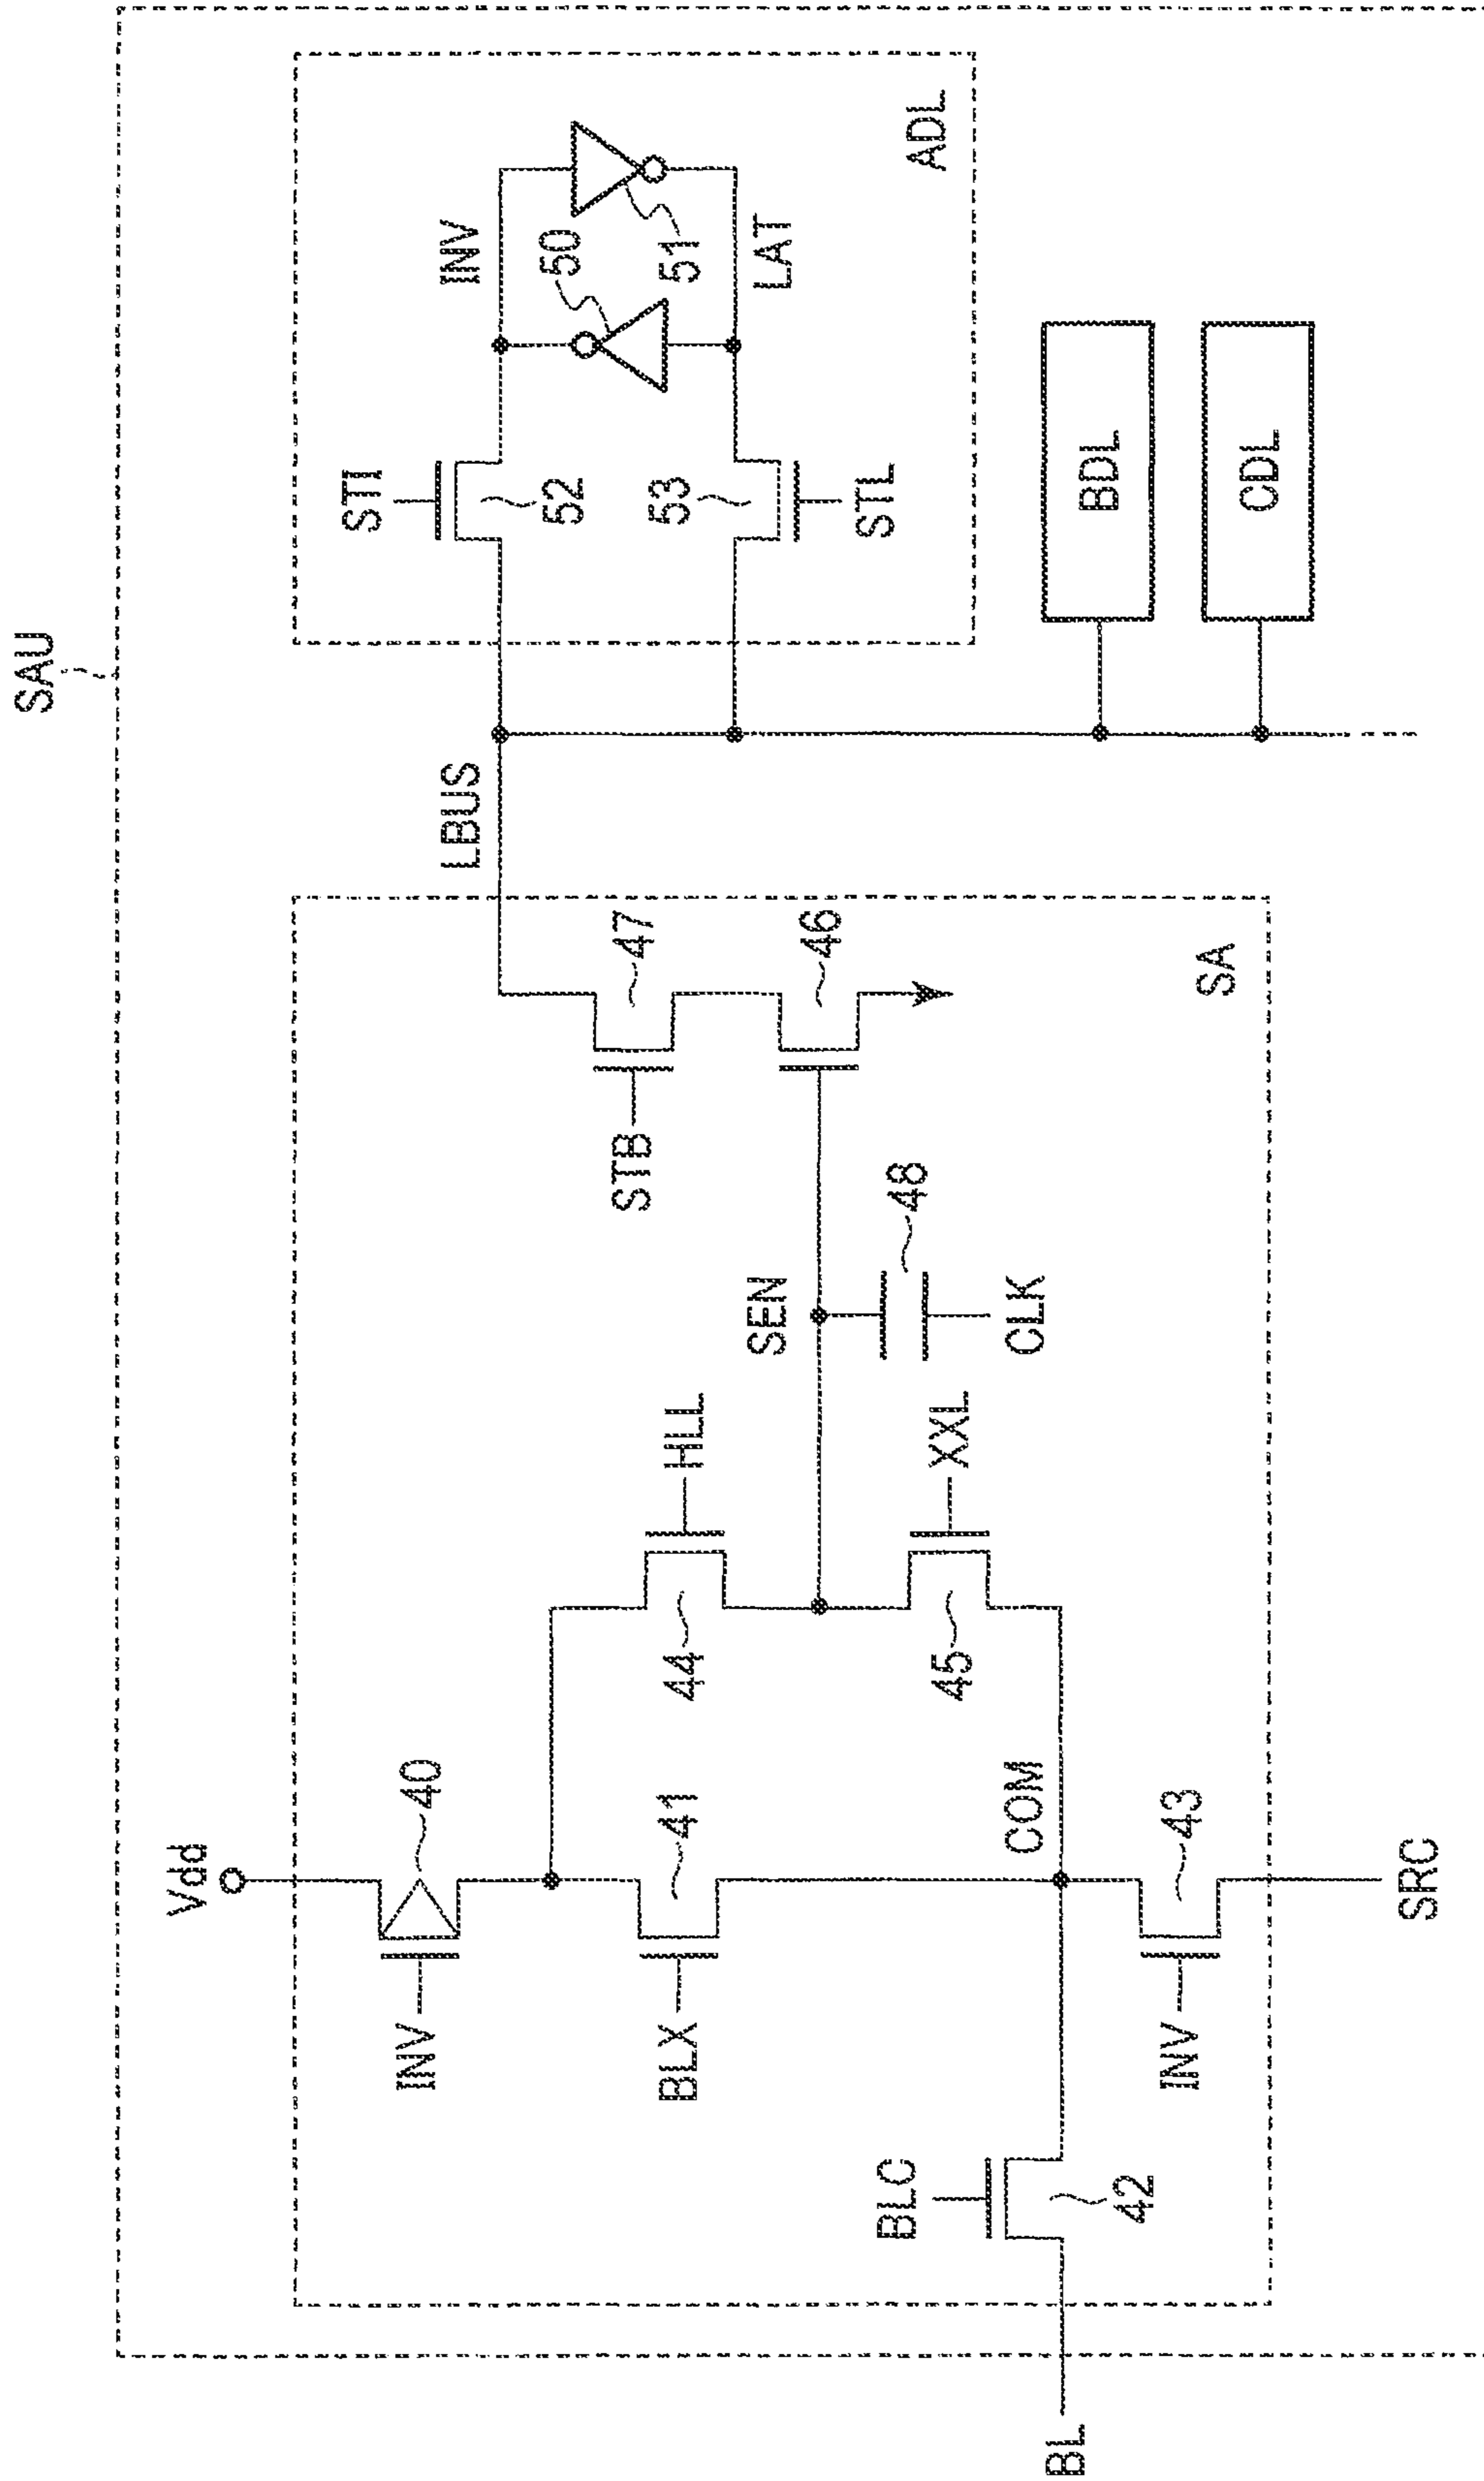 SAU
Vdd
STI
INV
40
LBUS
INV
52
50
STB
47
BLX
41
44
HLL
53
51
SEN
LAT
46
STL
BLC
48
ADL
45
XXL
COM
CLK
BL
BDL
42
INV
43
SA
CDL
SRC